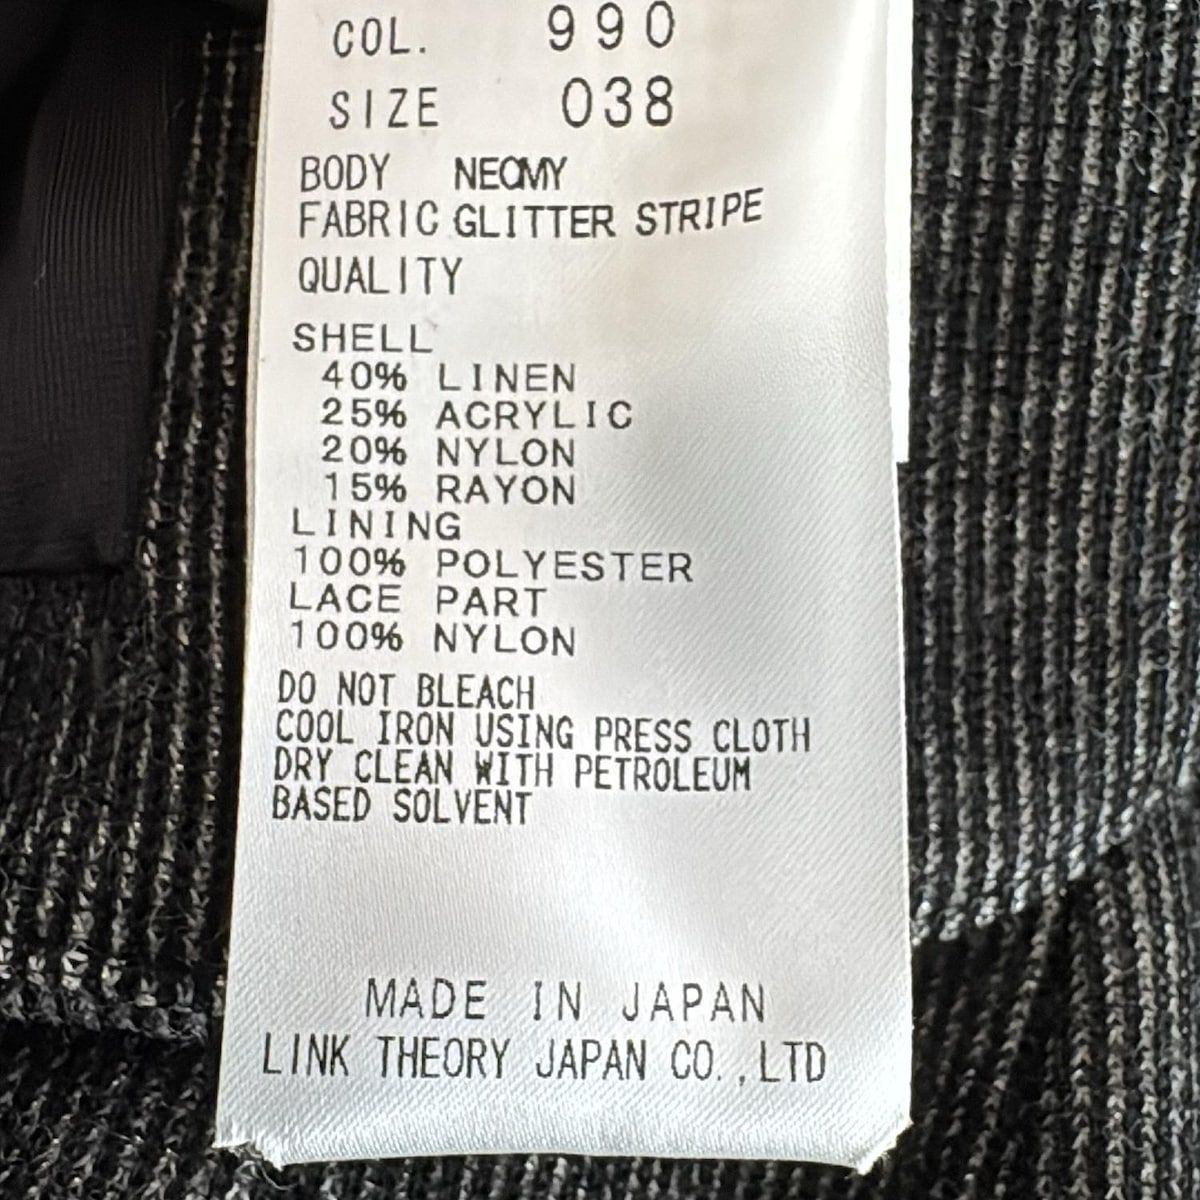 COL. 990
SIZE 038
BODY NEOMY
FABRIC GLITTER STRIPE
QUALITY
SHELL
40% LINEN
25% ACRYLIC
20% NYLON
15% RAYON
LINING
100% POLYESTER
LACE PART
100% NYLON
DO NOT BLEACH
COOL IRON USING PRESS CLOTH
DRY CLEAN WITH PETROLEUM
BASED SOLVENT
MADE IN JAPAN
LINK THEORY JAPAN CO.,LTD